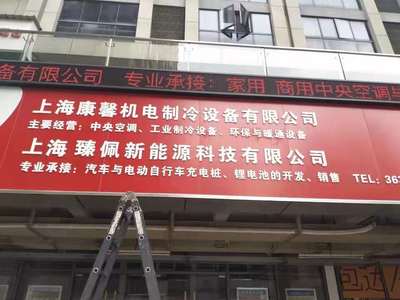 备有限公司 专业承接：家用 商用中央空调与
上海康馨机电制冷设备有限公司
主要经营：中央空调、工业制冷设备、环保与暖通设备
上海 臻佩新能源科技有限公司
专业承接：汽车与电动自行车充电桩、锂电池的开发、销售 TEL：363